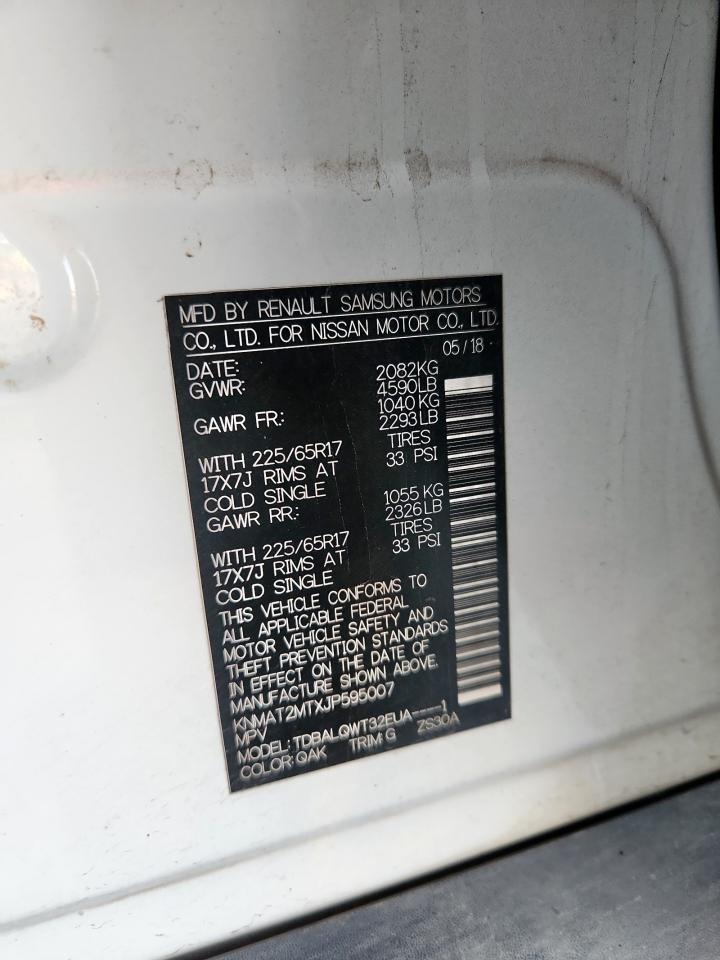 MFD BY RENAULT SAMSUNG MOTORS
CO., LTD. FOR NISSAN MOTOR CO., LTD.
DATE: 05/18
GVWR: 2082KG
4590LB
GAWR FR: 1040KG
2293LB
WITH 225/65R17 TIRES
17X7J RIMS AT 33 PSI
COLD SINGLE
GAWR RR: 1055KG
2326LB
WITH 225/65R17 TIRES
17X7J RIMS AT 33 PSI
COLD SINGLE
THIS VEHICLE CONFORMS TO
ALL APPLICABLE FEDERAL
MOTOR VEHICLE SAFETY AND
THEFT PREVENTION STANDARDS
IN EFFECT ON THE DATE OF
MANUFACTURE SHOWN ABOVE.
KNMAT2MTXJP595007
MPV
MODEL: TDBALQWT32EUA----1
COLOR: QAK TRIM: G ZS30A